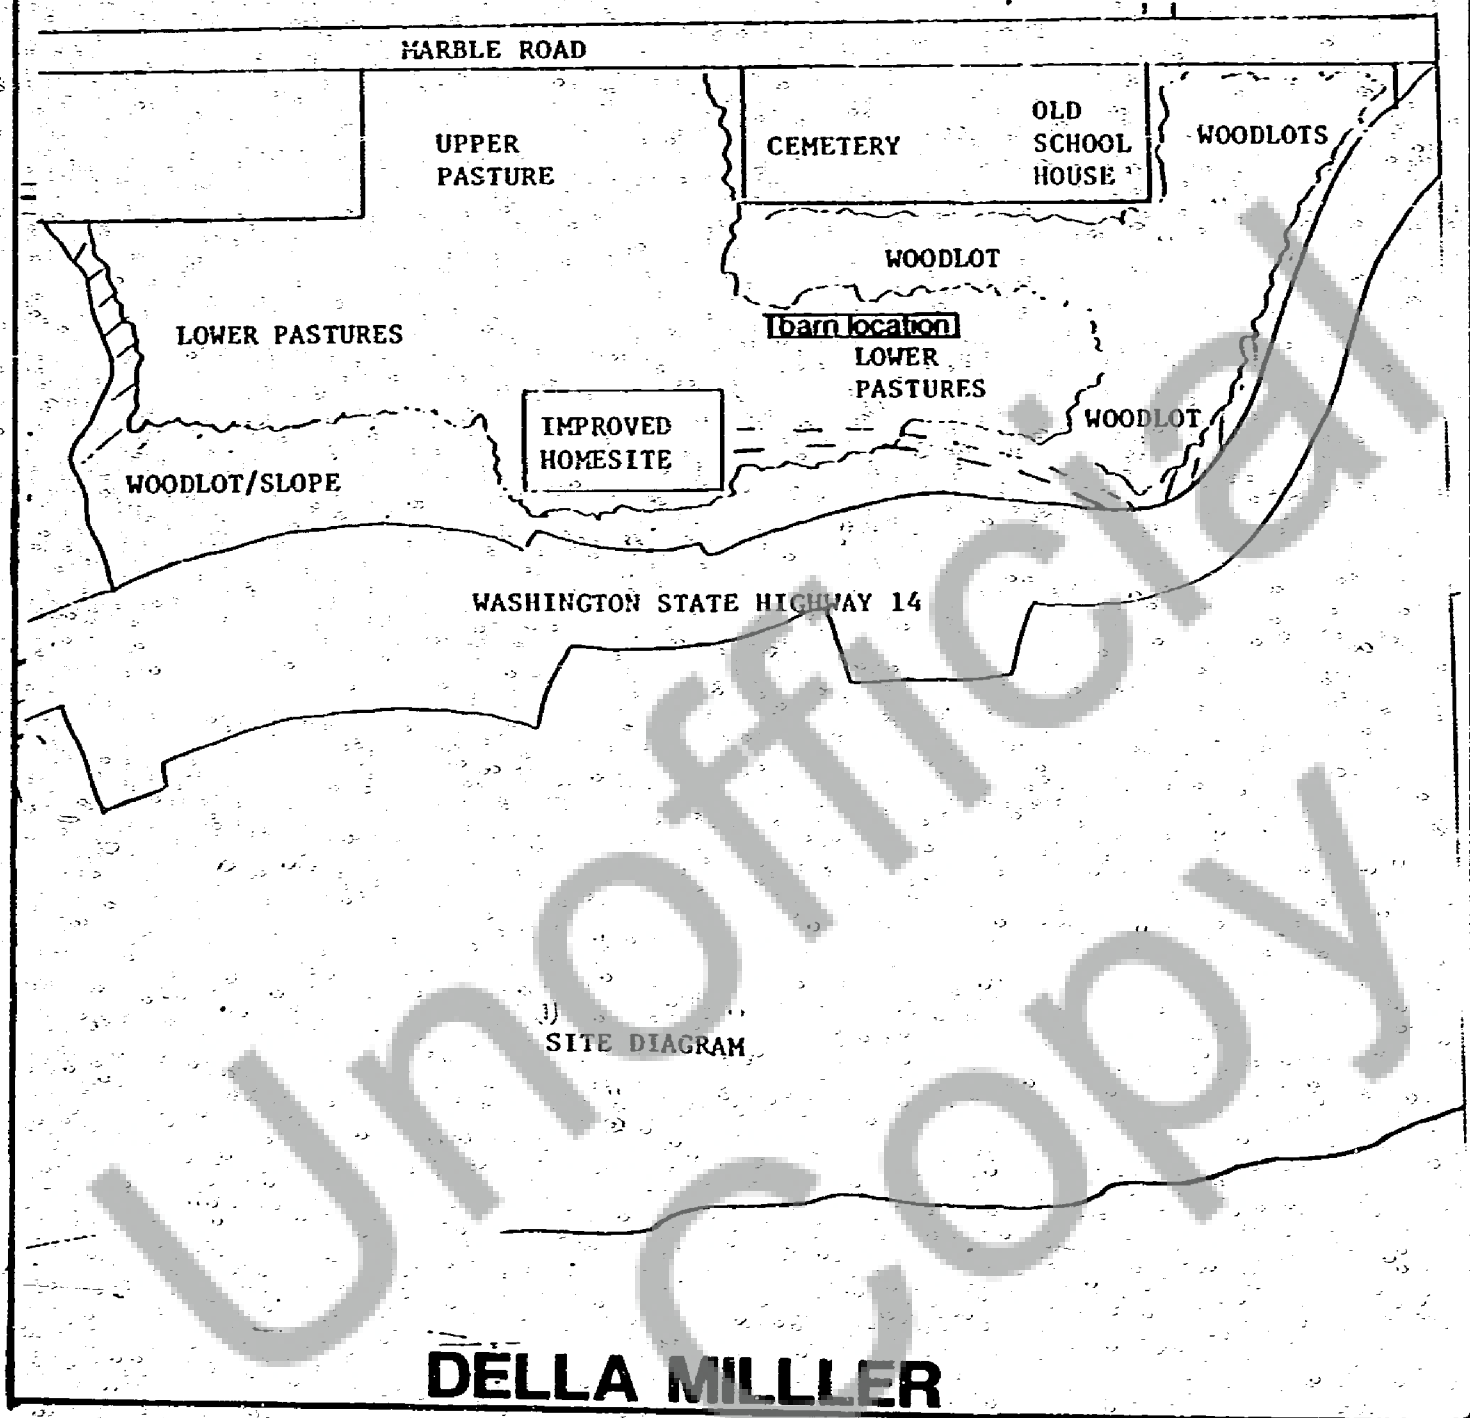 MARBLE ROAD
UPPER
PASTURE
CEMETERY
OLD
SCHOOL
HOUSE
WOODLOTS
WOODLOT
LOWER PASTURES
barn location
LOWER
PASTURES
IMPROVED
HOMESITE
WOODLOT
WOODLOT/SLOPE
WASHINGTON STATE HIGHWAY 14
SITE DIAGRAM
DELLA MILLLER
Unofficial
Copy